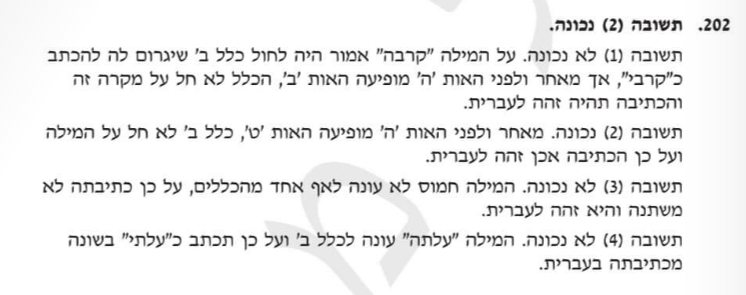 202. תשובה (2) נכונה.
תשובה (1) לא נכונה. על המילה "קרבה" אמור היה לחול כלל ב' שיגרום לה להכתב
כ"קרבי", אך מאחר ולפני האות 'ה' מופיעה האות 'ב', הכלל לא חל על מקרה זה
והכתיבה תהיה זהה לעברית.
תשובה (2) נכונה. מאחר ולפני האות 'ה' מופיעה האות 'ט', כלל ב' לא חל על המילה
ועל כן הכתיבה אכן זהה לעברית.
תשובה (3) לא נכונה. המילה חמוס לא עונה לאף אחד מהכללים, על כן כתיבתה לא
משתנה והיא זהה לעברית.
תשובה (4) לא נכונה. המילה "עלתה" עונה לכלל ב' ועל כן תכתב כ"עלתי" בשונה
מכתיבתה בעברית.